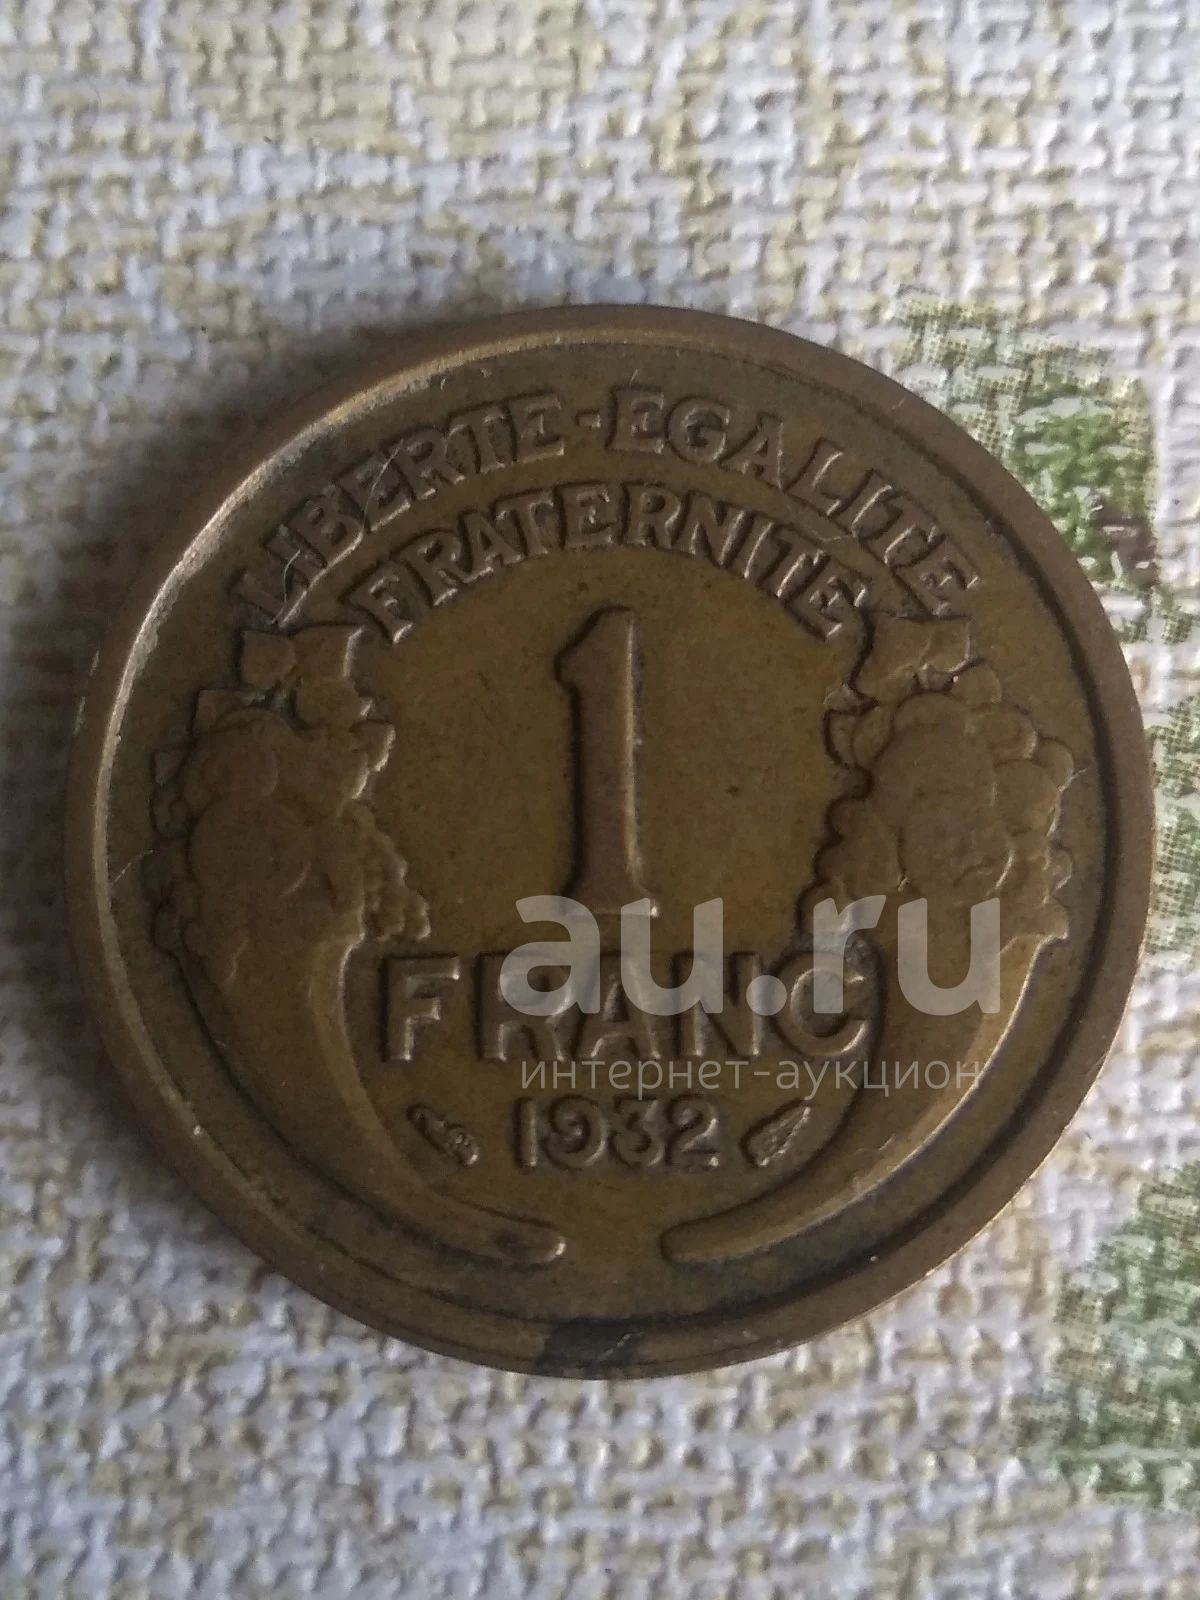 LIBERTE-EGALITE
FRATERNITE
1
au.ru
FRANC
интернет-аукцион
1932